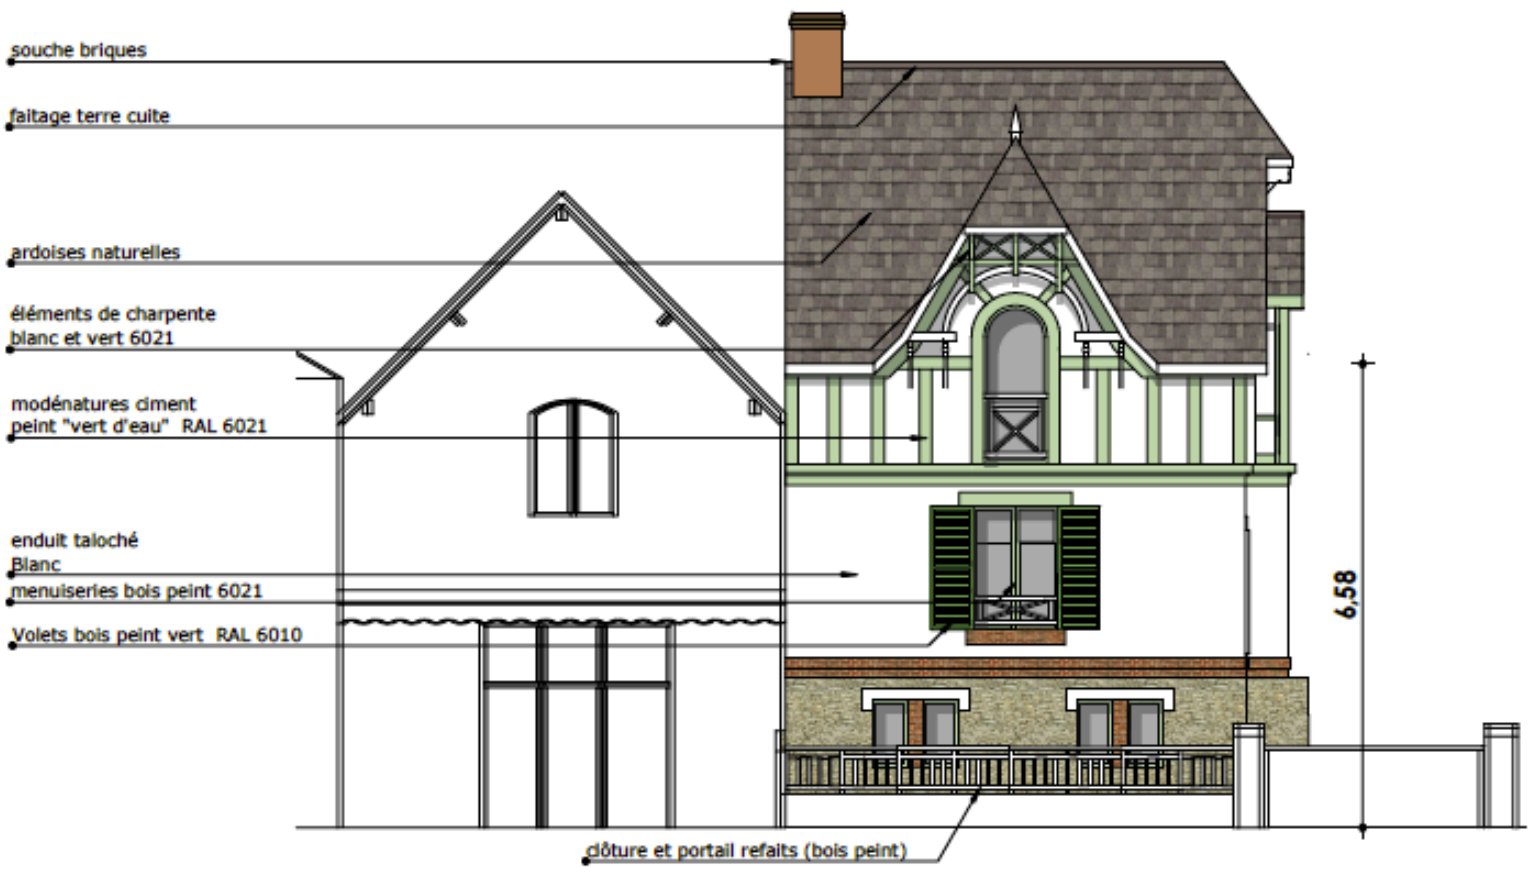 souche briques
faitage terre cuite
ardoises naturelles
éléments de charpente
blanc et vert 6021
modénatures ciment
peint "vert d'eau" RAL 6021
enduit taloché
Blanc
menuiseries bois peint 6021
Volets bois peint vert RAL 6010
6,58
clôture et portail refaits (bois peint)